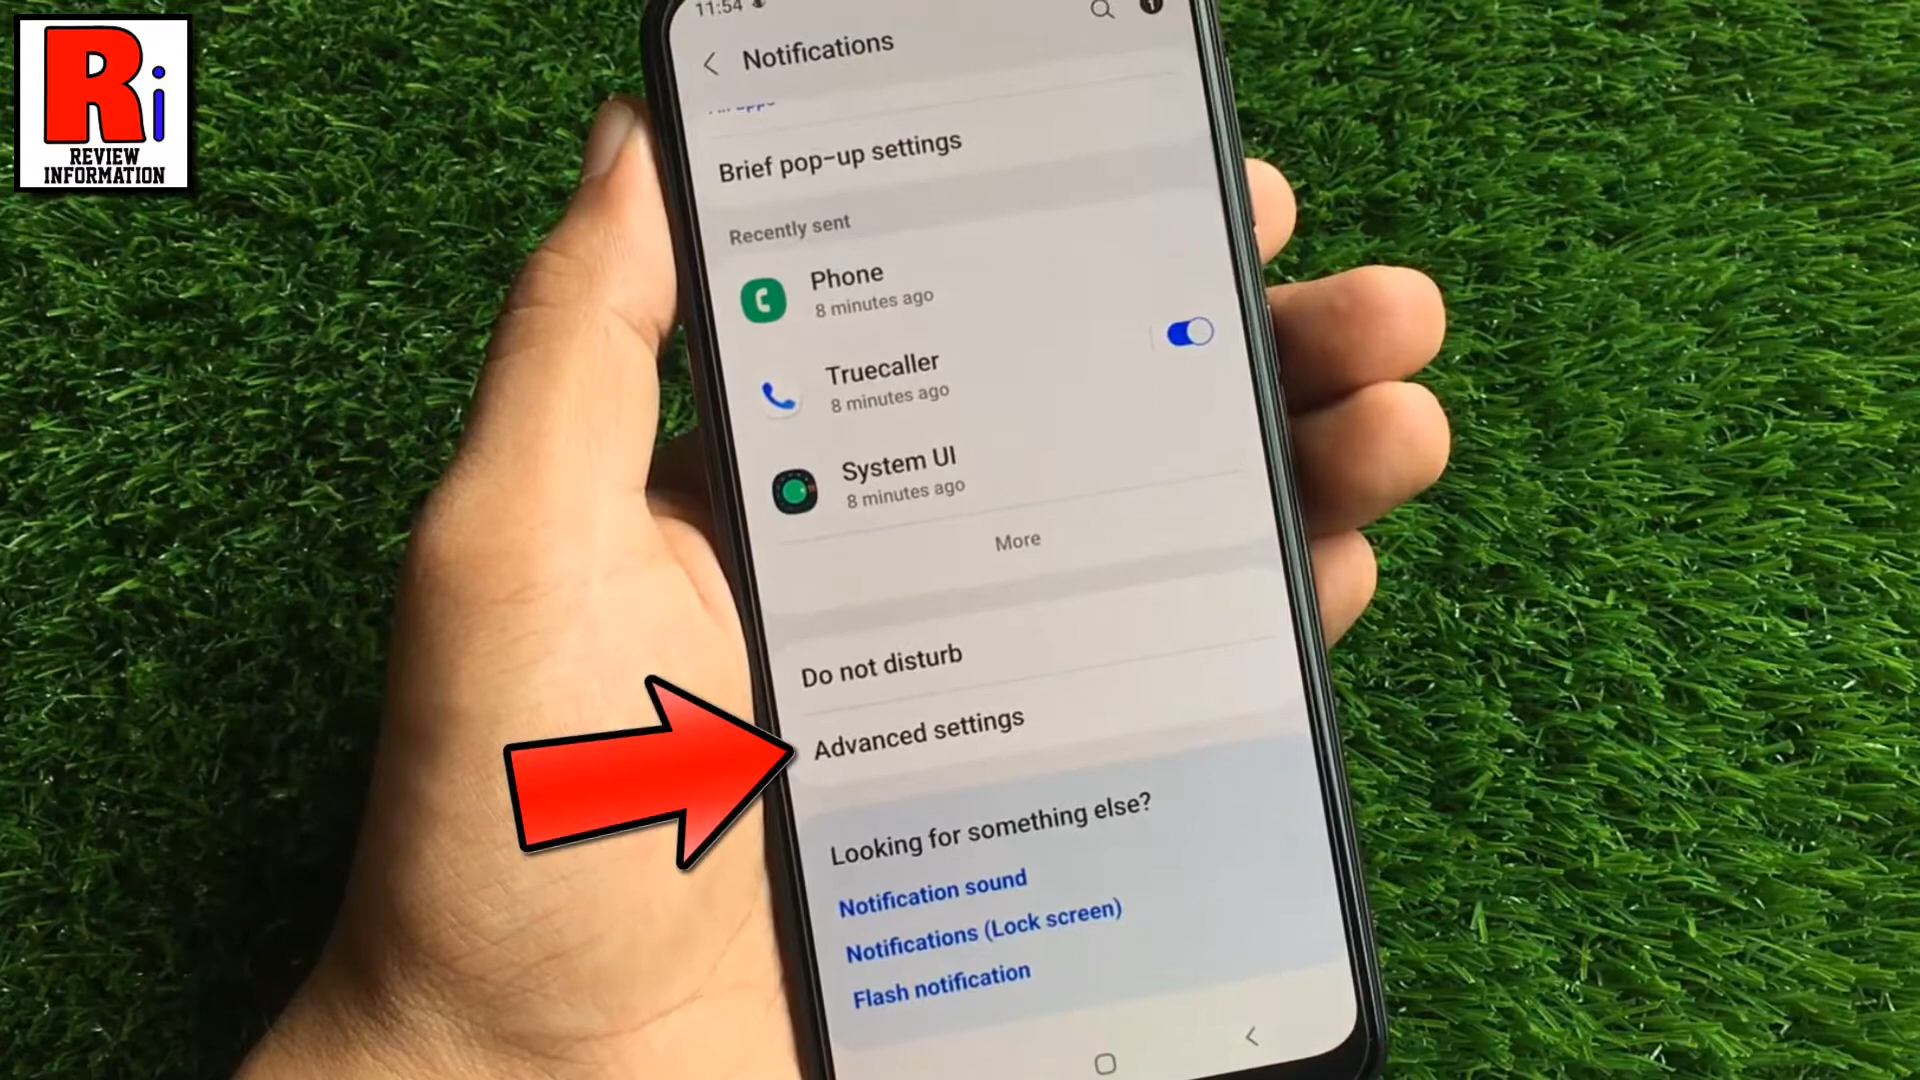 Ri
REVIEW
INFORMATION
11:54
Notifications
apps
Brief pop-up settings
Recently sent
Phone
8 minutes ago
Truecaller
8 minutes ago
System UI
8 minutes ago
More
Do not disturb
Advanced settings
Looking for something else?
Notification sound
Notifications (Lock screen)
Flash notification